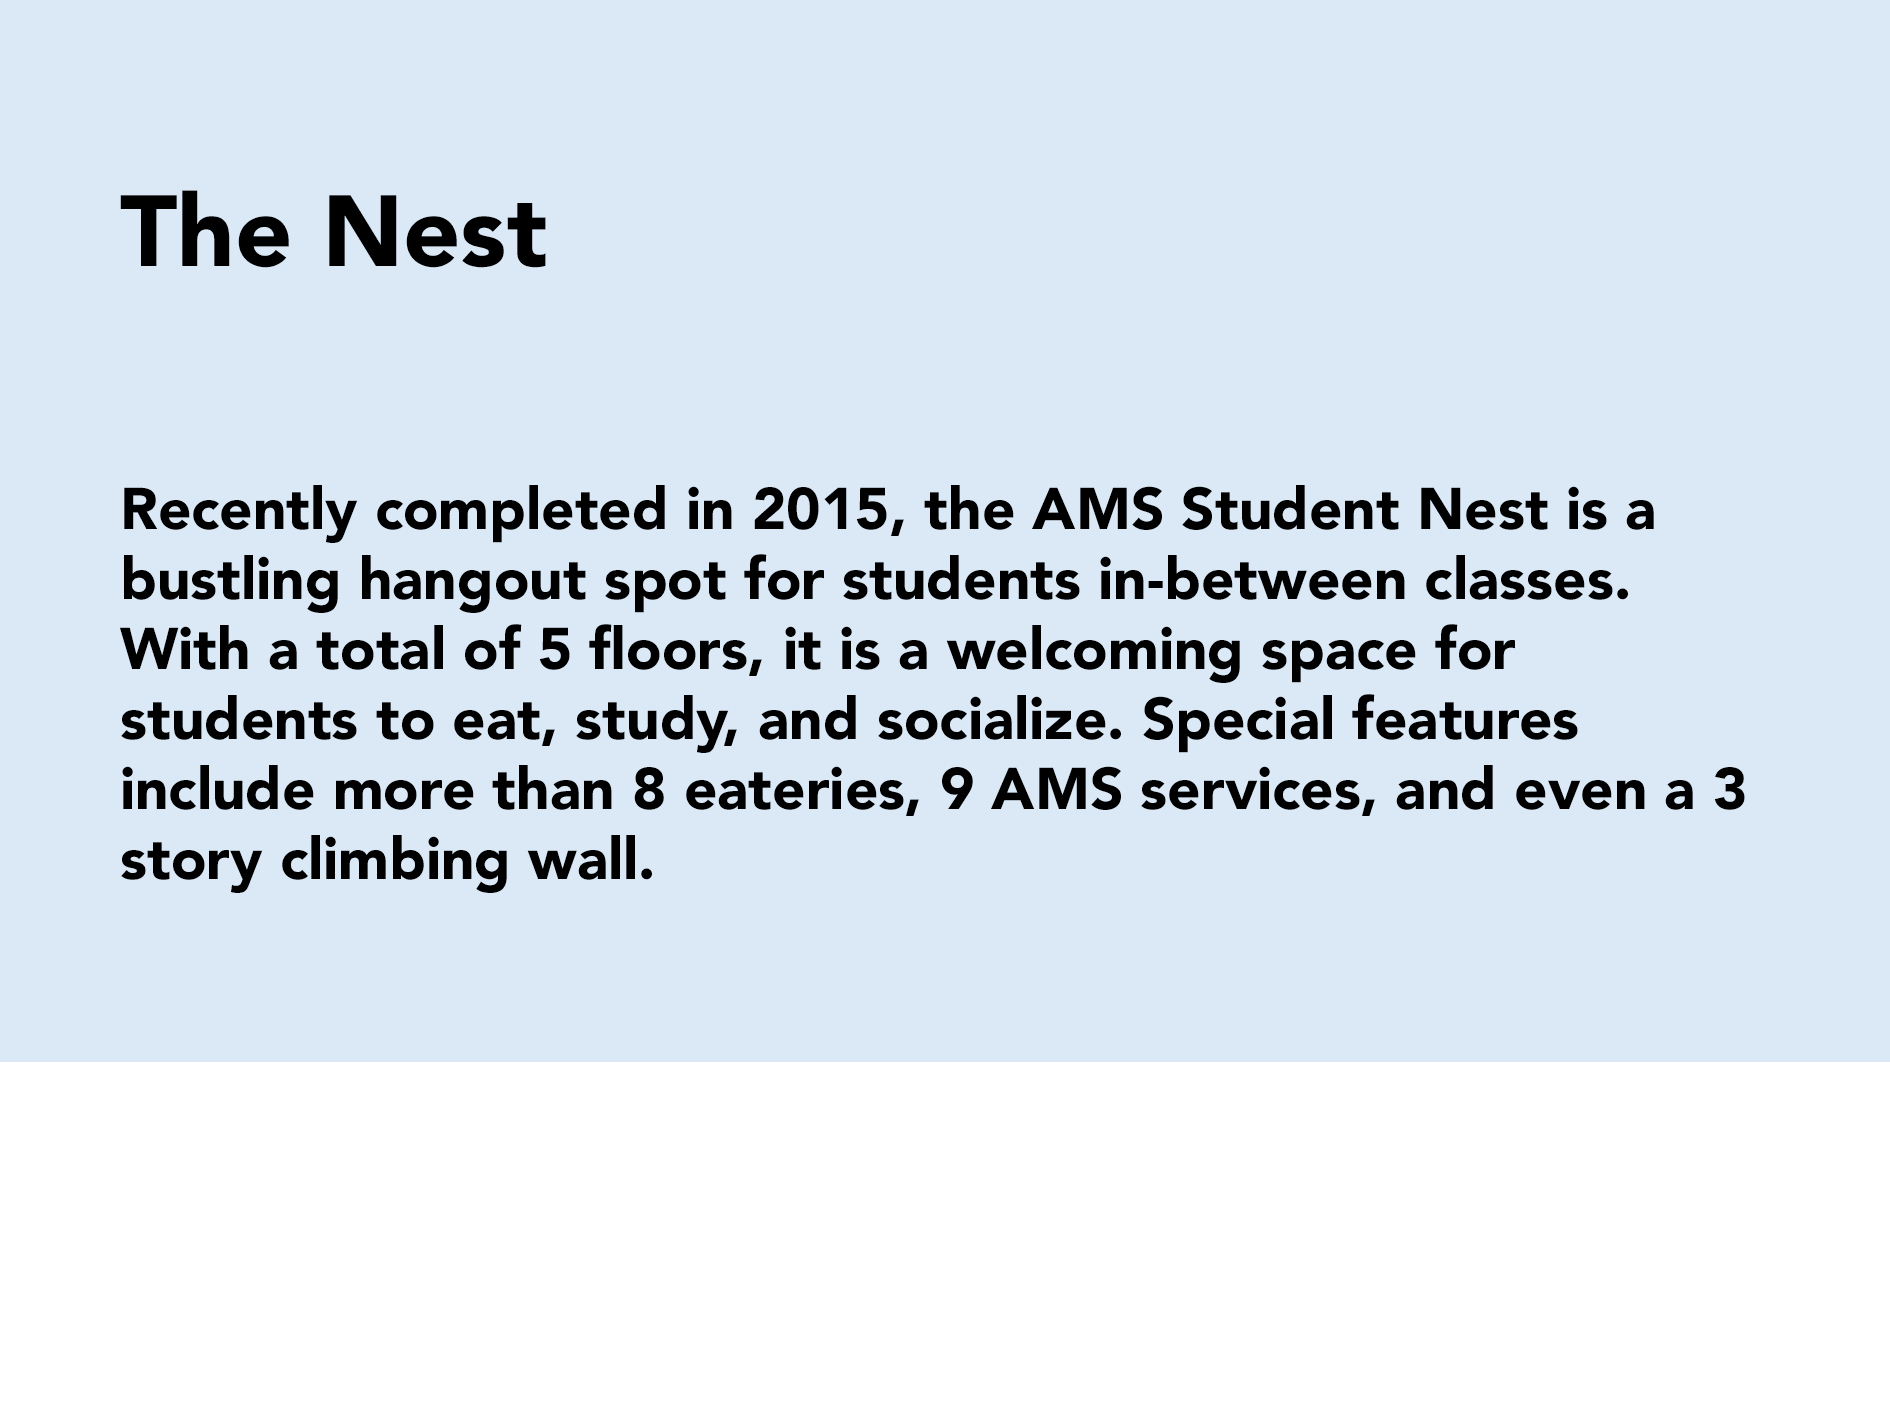 The Nest
Recently completed in 2015, the AMS Student Nest is a
bustling hangout spot for students in-between classes.
With a total of 5 floors, it is a welcoming space for
students to eat, study, and socialize. Special features
include more than 8 eateries, 9 AMS services, and even a 3
story climbing wall.